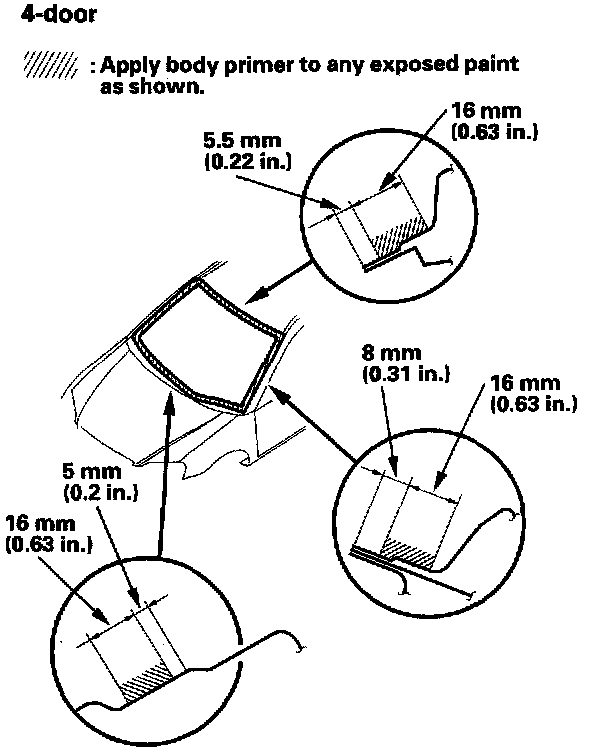 4-door
: Apply body primer to any exposed paint
as shown.
16 mm
(0.63 in.)
5.5 mm
(0.22 in.)
8 mm
(0.31 in.)
16 mm
(0.63 in.)
5 mm
(0.2 in.)
16 mm
(0.63 in.)